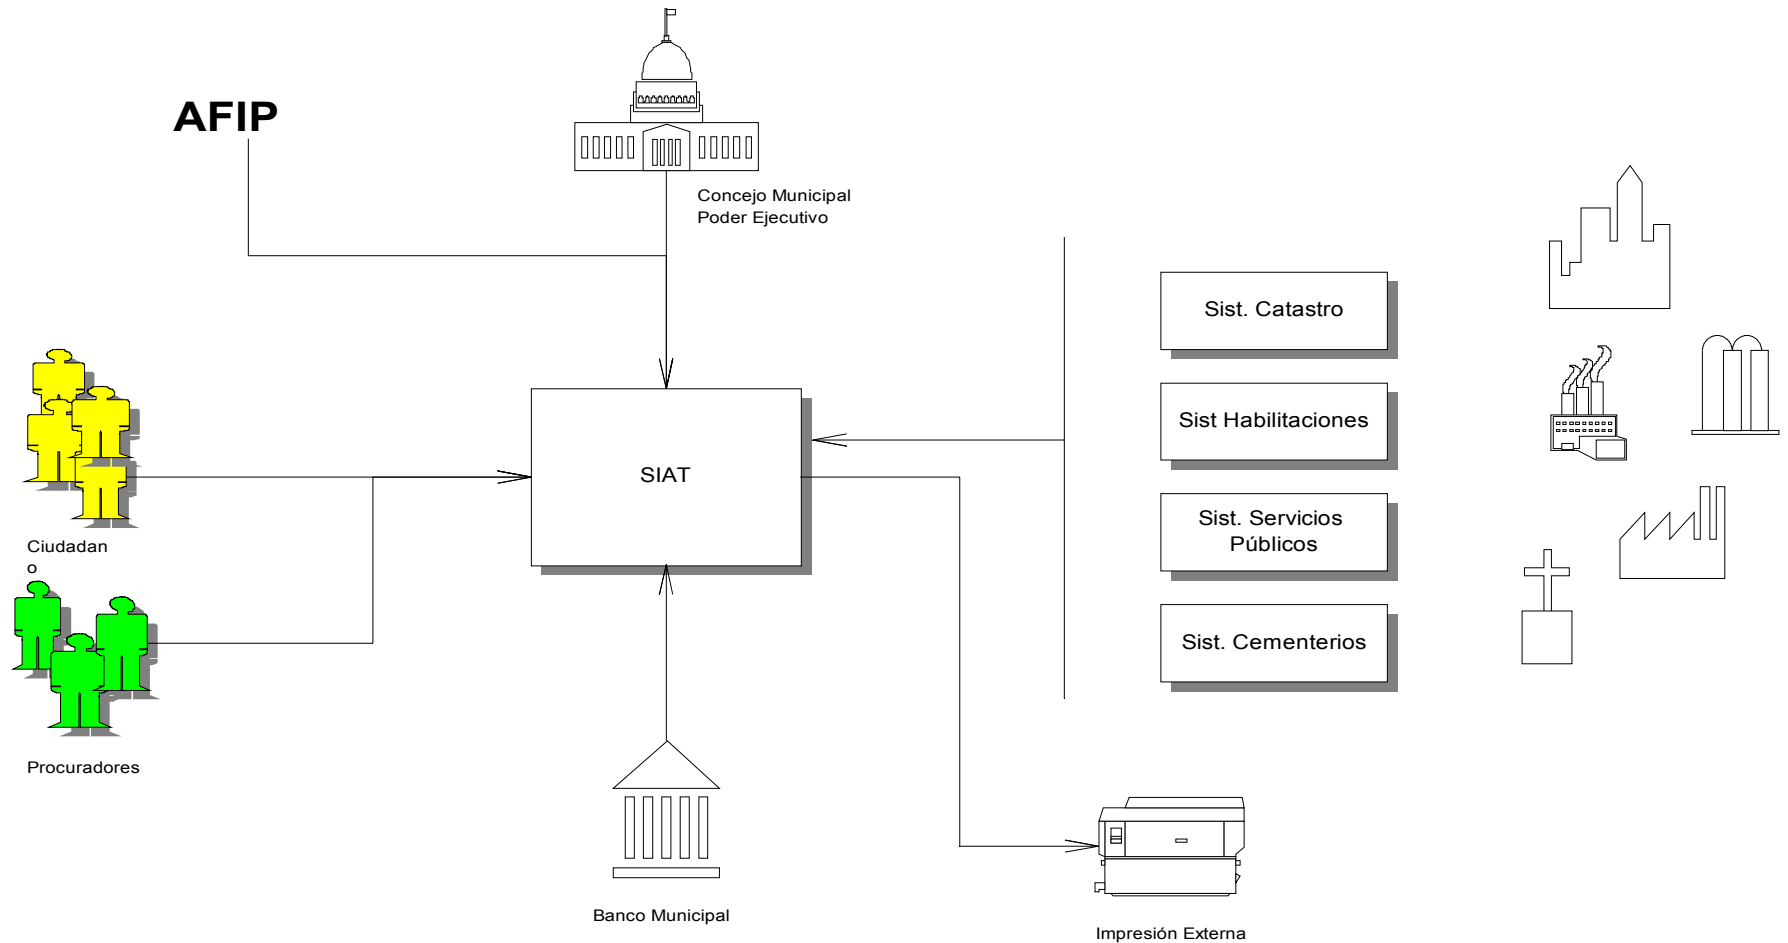 AFIP
Concejo Municipal
Poder Ejecutivo
Sist. Catastro
Sist Habilitaciones
SIAT
Sist. Servicios
Públicos
Ciudadan
o
Sist. Cementerios
Procuradores
Banco Municipal
Impresión Externa